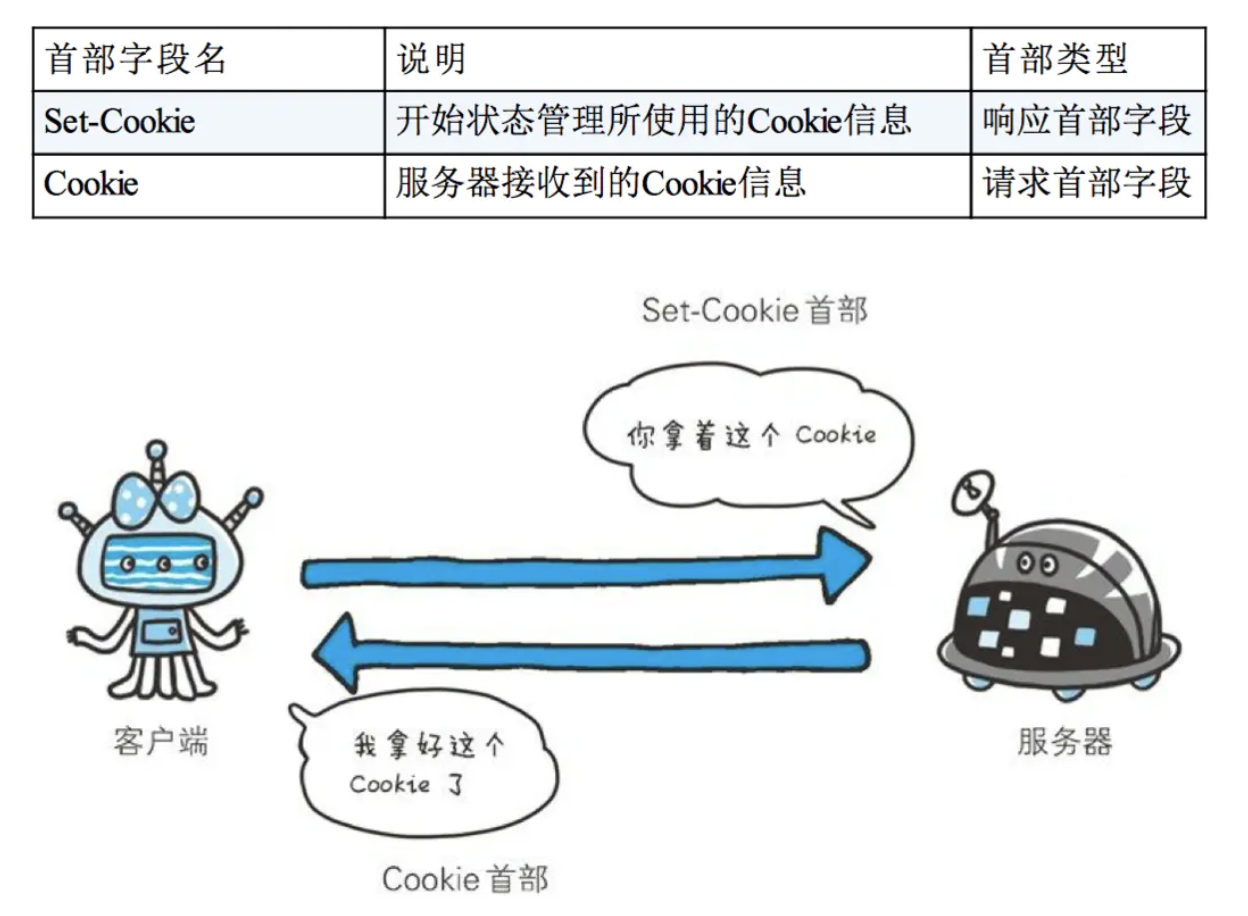 首部字段名 说明 首部类型
Set-Cookie 开始状态管理所使用的Cookie信息 响应首部字段
Cookie 服务器接收到的Cookie信息 请求首部字段
Set-Cookie 首部
你拿着这个 Cookie
客户端
服务器
我拿好这个
Cookie 了
Cookie 首部